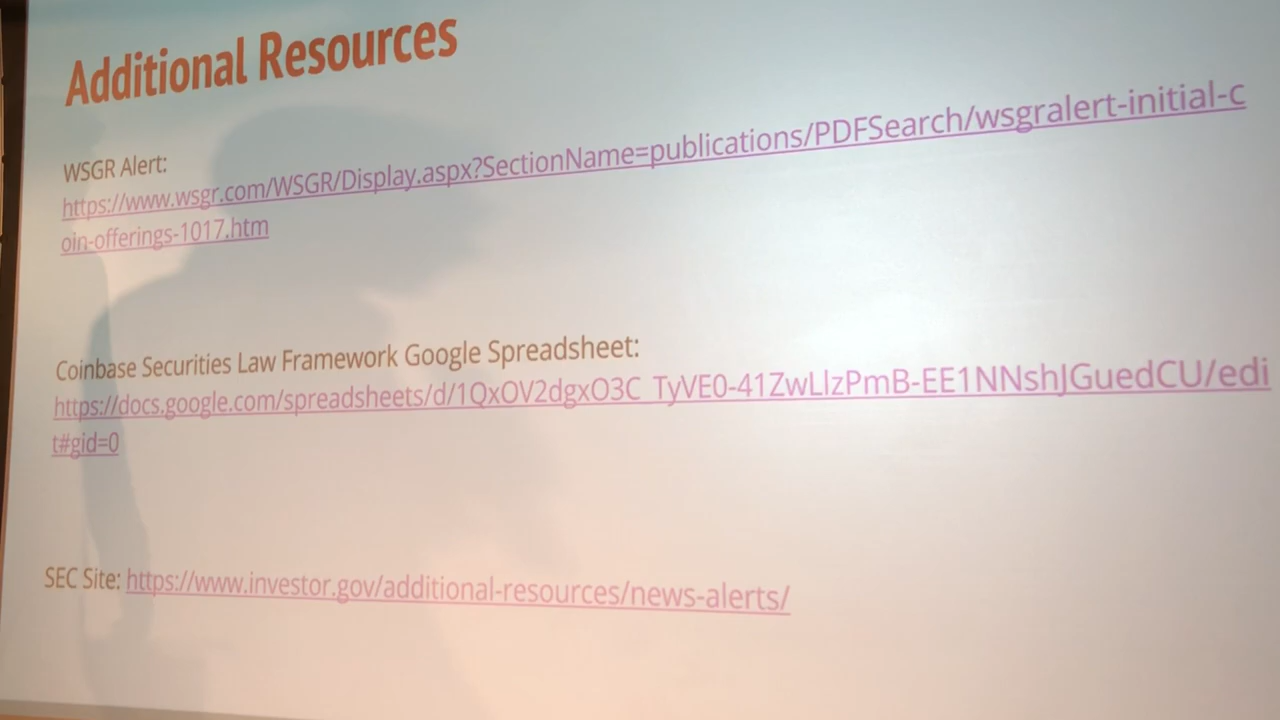 Additional Resources
WSGR Alert:
https://www.wsgr.com/WSGR/Display.aspx?SectionName=publications/PDFSearch/wsgralert-initial-c
oin-offerings-1017.htm
Coinbase Securities Law Framework Google Spreadsheet:
https://docs.google.com/spreadsheets/d/1QxOV2dgxO3C_TyVE0-41ZwLlzPmB-EE1NNshJGuedCU/edi
t#gid=0
SEC Site: https://www.investor.gov/additional-resources/news-alerts/